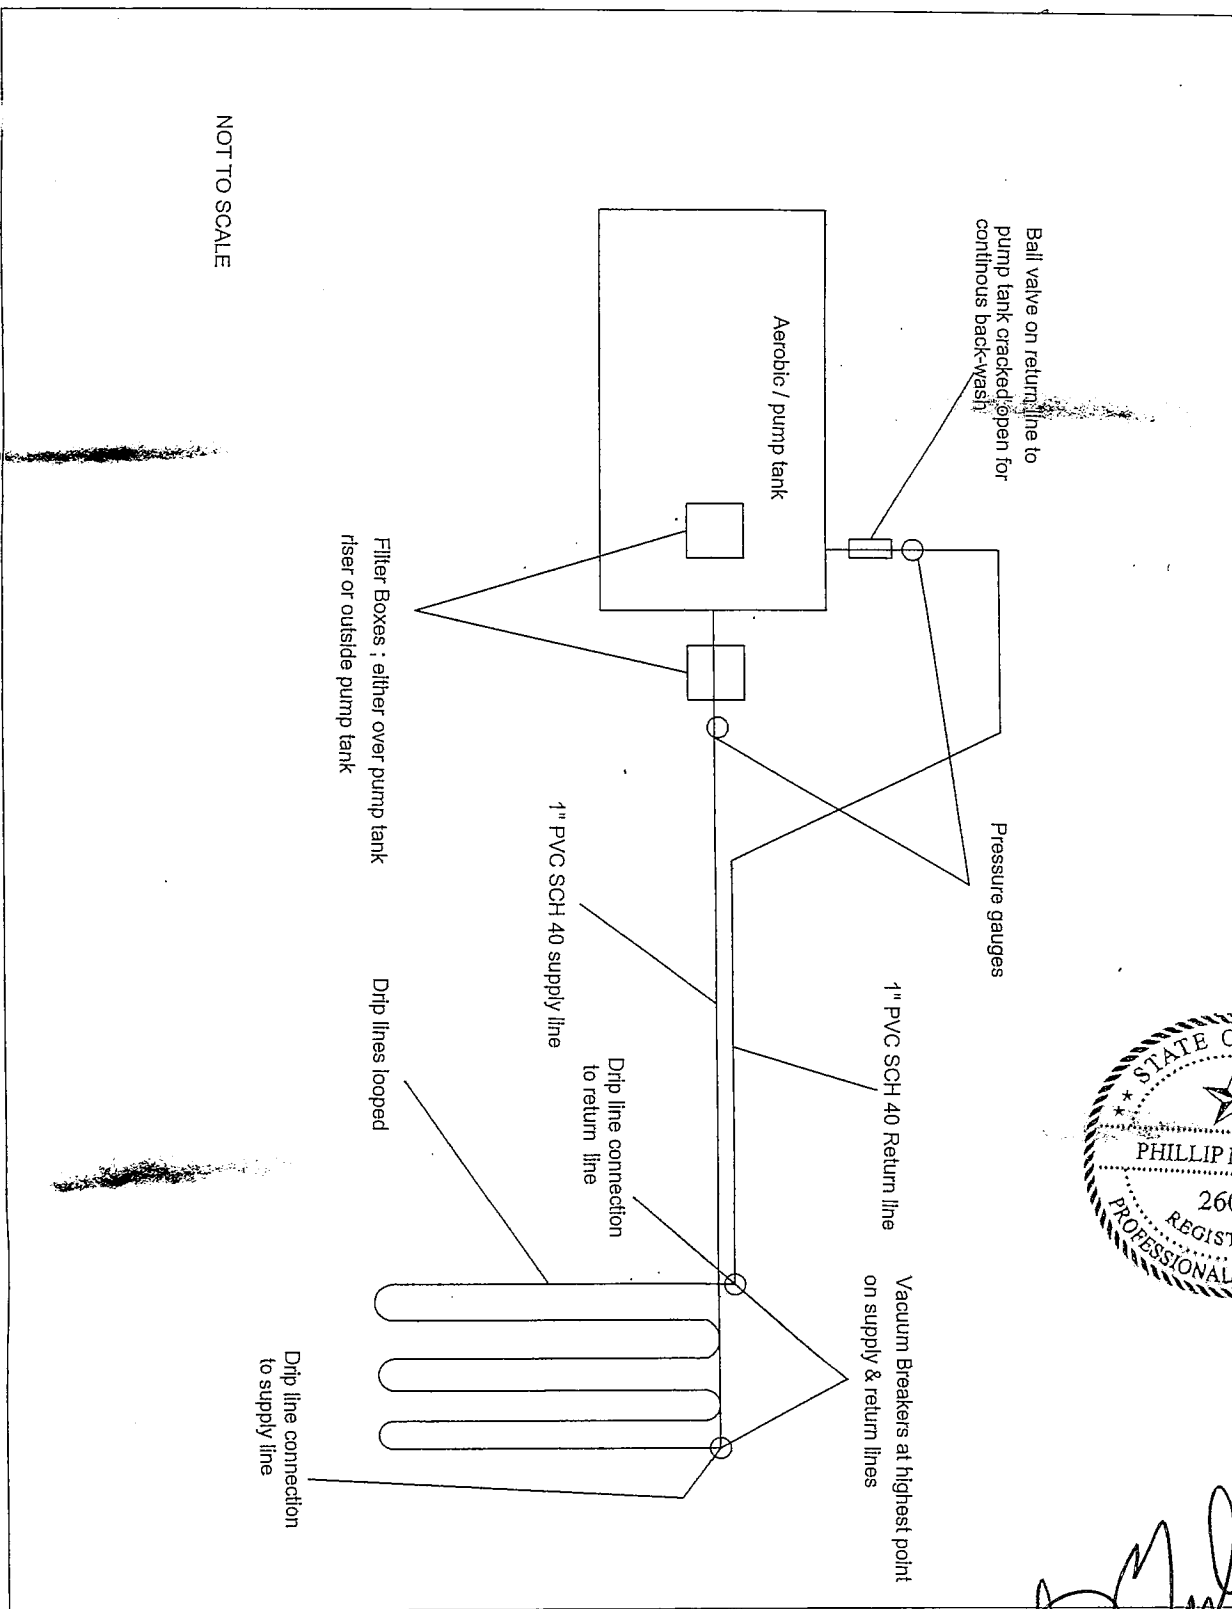 Ball valve on return line to
pump tank cracked open for
continous back-wash
Pressure gauges
1" PVC SCH 40 Return line
Vacuum Breakers at highest point
on supply & return lines
Aerobic / pump tank
Drip line connection
to return line
1" PVC SCH 40 supply line
Filter Boxes ; either over pump tank
riser or outside pump tank
Drip lines looped
Drip line connection
to supply line
NOT TO SCALE
STATE
PHILLIP
REGIST
PROFESSIONAL